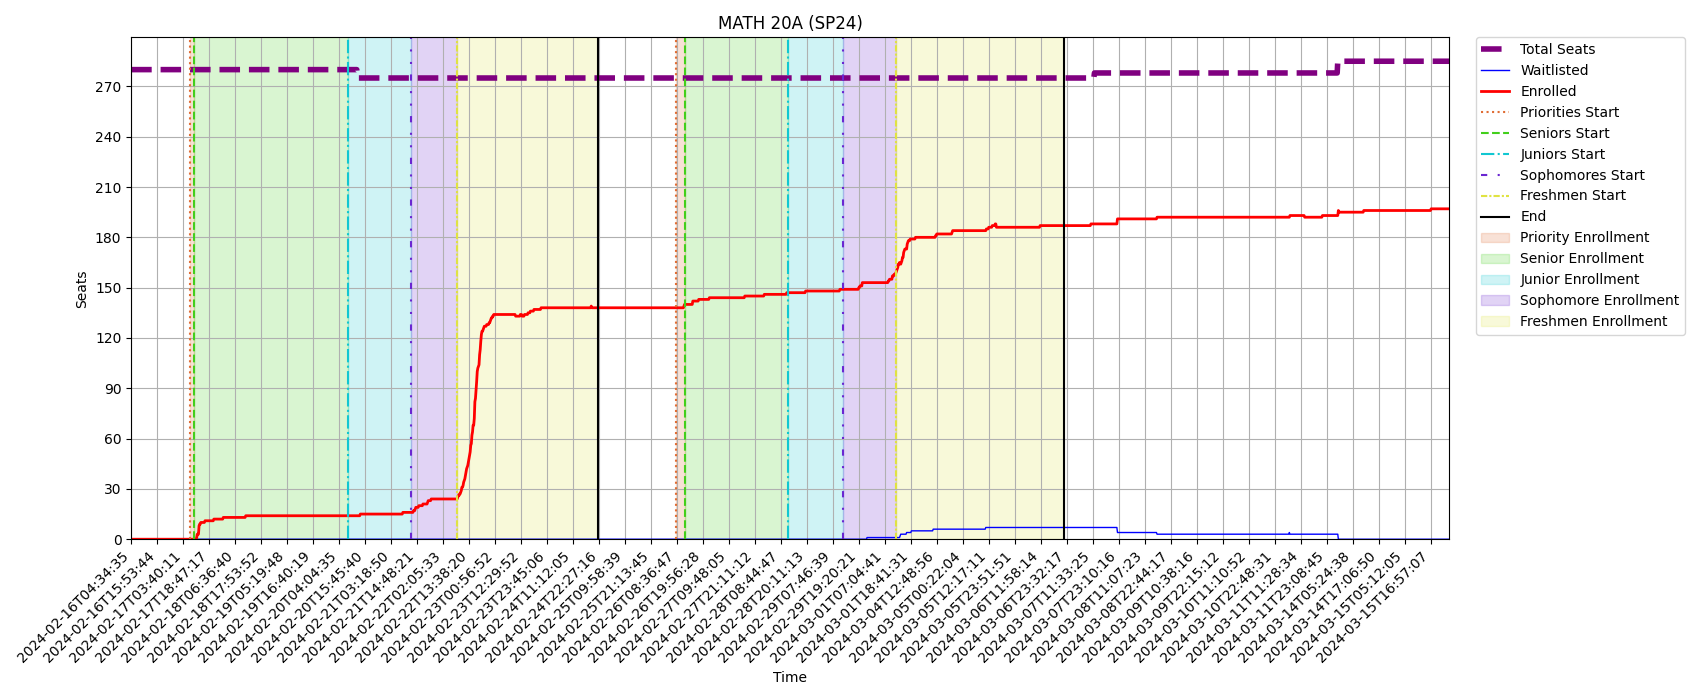 MATH 20A (SP24)
Seats
270
240
210
180
150
120
90
60
30
0
2024-02-16T04:34:35
2024-02-16T15:53:44
2024-02-17T03:40:11
2024-02-17T18:47:17
2024-02-18T06:36:40
2024-02-18T17:53:52
2024-02-19T05:19:48
2024-02-19T16:40:19
2024-02-20T04:04:35
2024-02-20T15:45:40
2024-02-21T03:18:50
2024-02-21T14:48:21
2024-02-22T02:05:33
2024-02-22T13:38:20
2024-02-23T00:56:52
2024-02-23T12:29:52
2024-02-23T23:45:06
2024-02-24T11:12:05
2024-02-24T22:27:16
2024-02-25T09:58:39
2024-02-25T21:13:45
2024-02-26T08:36:47
2024-02-26T19:56:28
2024-02-27T09:48:05
2024-02-27T21:11:12
2024-02-28T08:44:47
2024-02-28T20:11:13
2024-02-29T07:46:39
2024-02-29T19:20:21
2024-03-01T07:04:41
2024-03-01T18:41:31
2024-03-04T12:48:56
2024-03-05T00:22:04
2024-03-05T12:17:11
2024-03-05T23:51:51
2024-03-06T11:58:14
2024-03-06T23:32:17
2024-03-07T11:33:25
2024-03-07T23:10:16
2024-03-08T11:07:23
2024-03-08T22:44:17
2024-03-09T10:38:16
2024-03-09T22:15:12
2024-03-10T11:10:52
2024-03-10T22:48:31
2024-03-11T11:28:34
2024-03-11T23:08:45
2024-03-14T05:24:38
2024-03-14T17:06:50
2024-03-15T05:12:05
2024-03-15T16:57:07
Time
Total Seats
Waitlisted
Enrolled
Priorities Start
Seniors Start
Juniors Start
Sophomores Start
Freshmen Start
End
Priority Enrollment
Senior Enrollment
Junior Enrollment
Sophomore Enrollment
Freshmen Enrollment